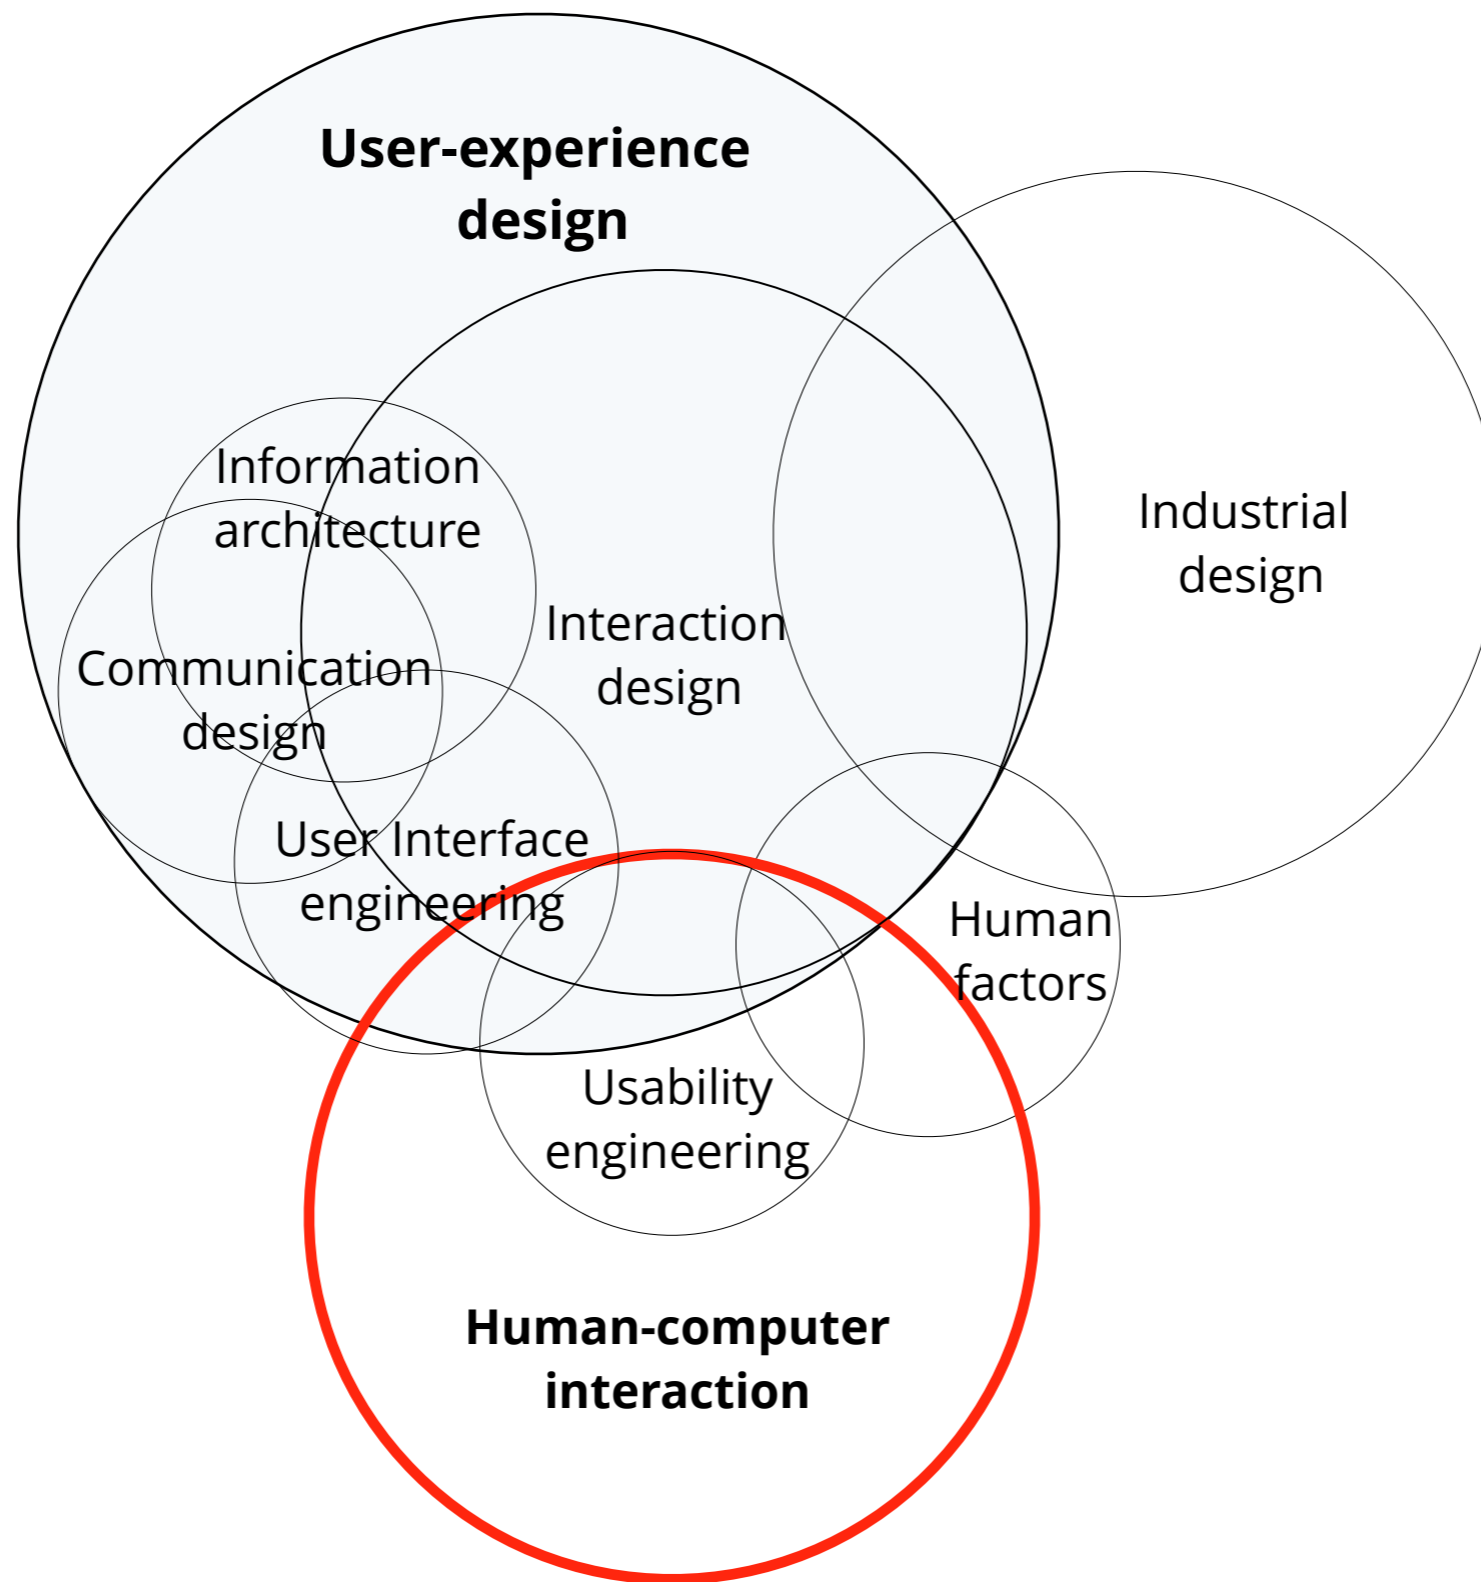 User-experience
design
Information
architecture
Industrial
design
Interaction
design
Communication
design
User Interface
engineering
Human
factors
Usability
engineering
Human-computer
interaction